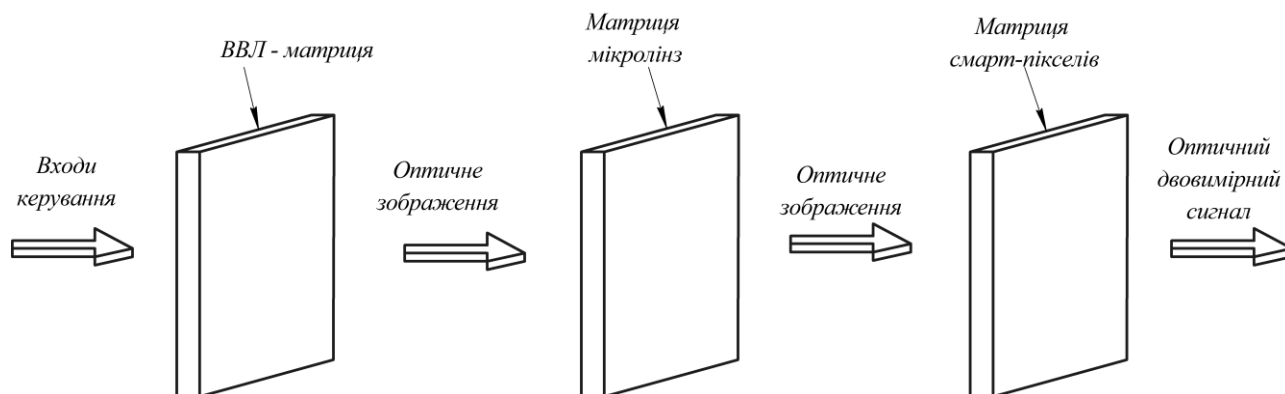 ВВЛ - матриця
Матриця
мікролінз
Матриця
смарт-пікселів
Входи
керування
Оптичне
зображення
Оптичне
зображення
Оптичний
двовимірний
сигнал